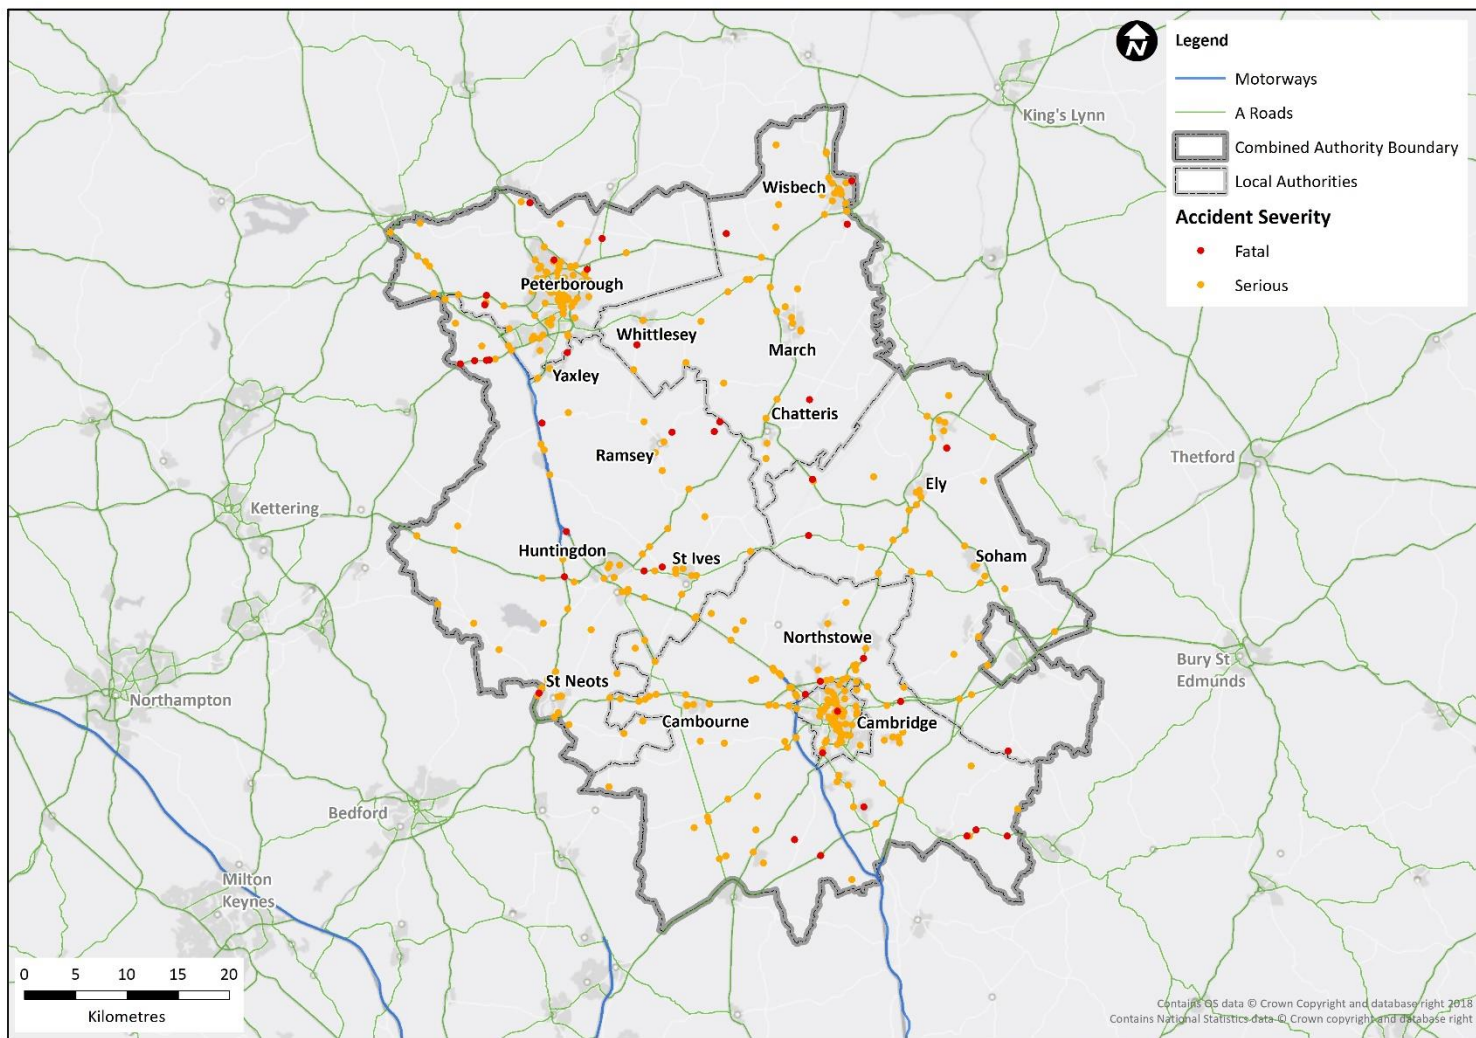 N
Legend
Motorways
A Roads
Combined Authority Boundary
Local Authorities
Accident Severity
Fatal
Serious
King's Lynn
Wisbech
Peterborough
Whittlesey
March
Yaxley
Chatteris
Ramsey
Thetford
Ely
Kettering
Huntingdon
St Ives
Soham
Northstowe
Bury St
Edmunds
St Neots
Northampton
Cambourne
Cambridge
Bedford
Milton
Keynes
0 5 10 15 20
Kilometres
Contains OS data © Crown Copyright and database right 2018
Contains National Statistics data © Crown copyright and database right